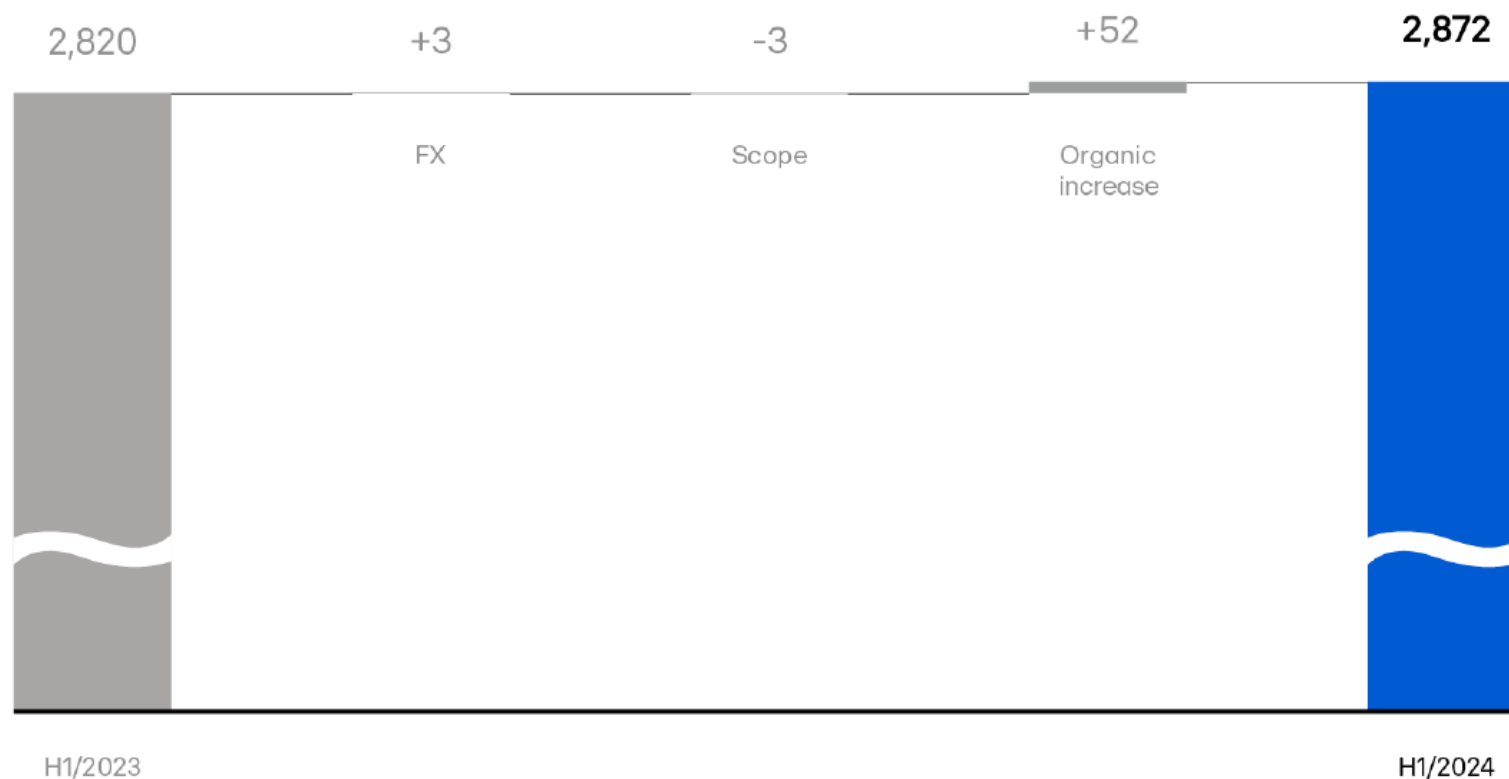 2,820
+3
-3
+52
2,872
FX
Scope
Organic
increase
H1/2023
H1/2024